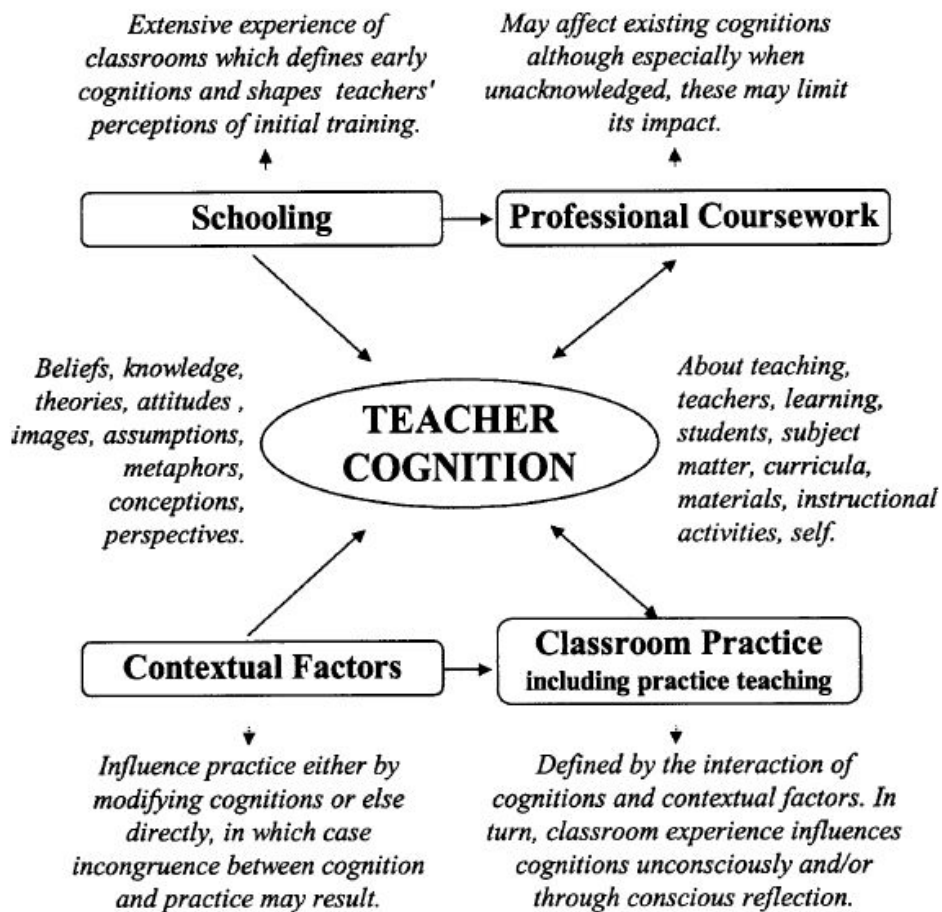 Extensive experience of
classrooms which defines early
cognitions and shapes teachers'
perceptions of initial training.
May affect existing cognitions
although especially when
unacknowledged, these may limit
its impact.
Schooling
Professional Coursework
Beliefs, knowledge,
theories, attitudes ,
images, assumptions,
metaphors,
conceptions,
perspectives.
TEACHER
COGNITION
About teaching,
teachers, learning,
students, subject
matter, curricula,
materials, instructional
activities, self.
Contextual Factors
Classroom Practice
including practice teaching
Influence practice either by
modifying cognitions or else
directly, in which case
incongruence between cognition
and practice may result.
Defined by the interaction of
cognitions and contextual factors. In
turn, classroom experience influences
cognitions unconsciously and/or
through conscious reflection.